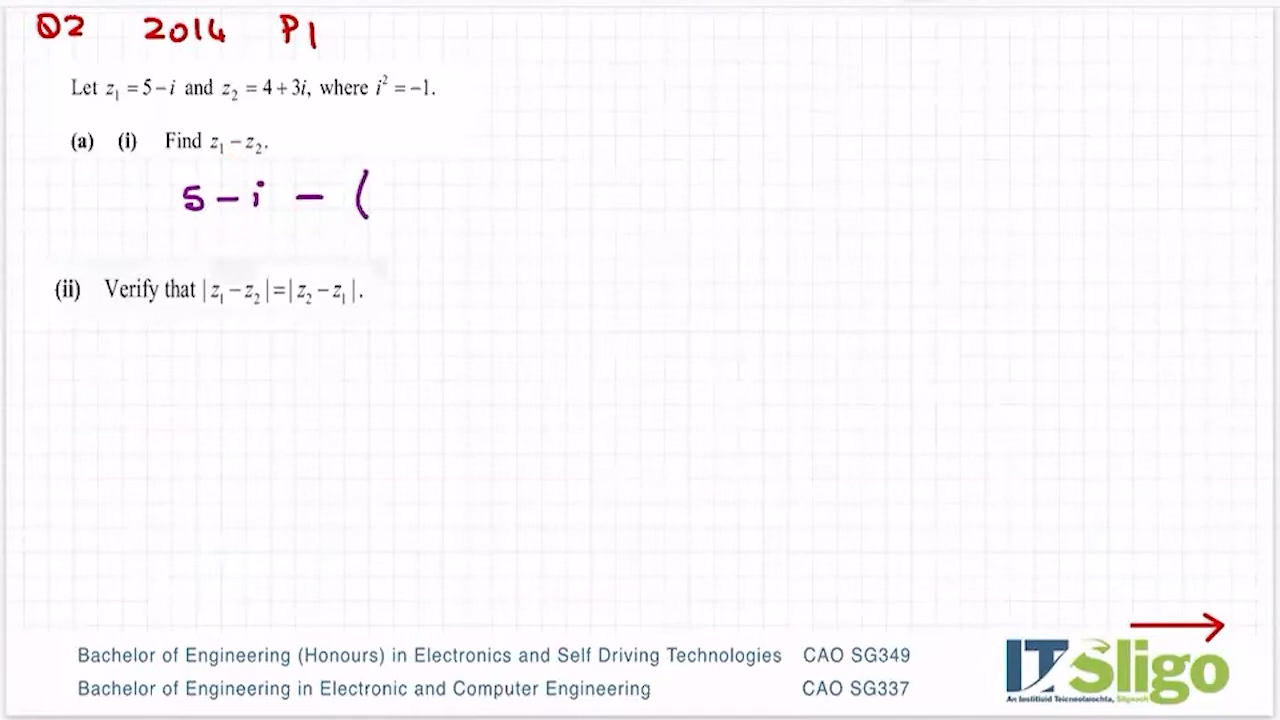 Q2 2014 P1
Let z₁ = 5 − i and z₂ = 4 + 3i, where i² = −1.
(a) (i) Find z₁ − z₂.
5 − i − (
(ii) Verify that | z₁ − z₂ | = | z₂ − z₁ |.
Bachelor of Engineering (Honours) in Electronics and Self Driving Technologies CAO SG349
Bachelor of Engineering in Electronic and Computer Engineering CAO SG337
IT Sligo
An Institiúid Teicneolaíochta, Sligeach